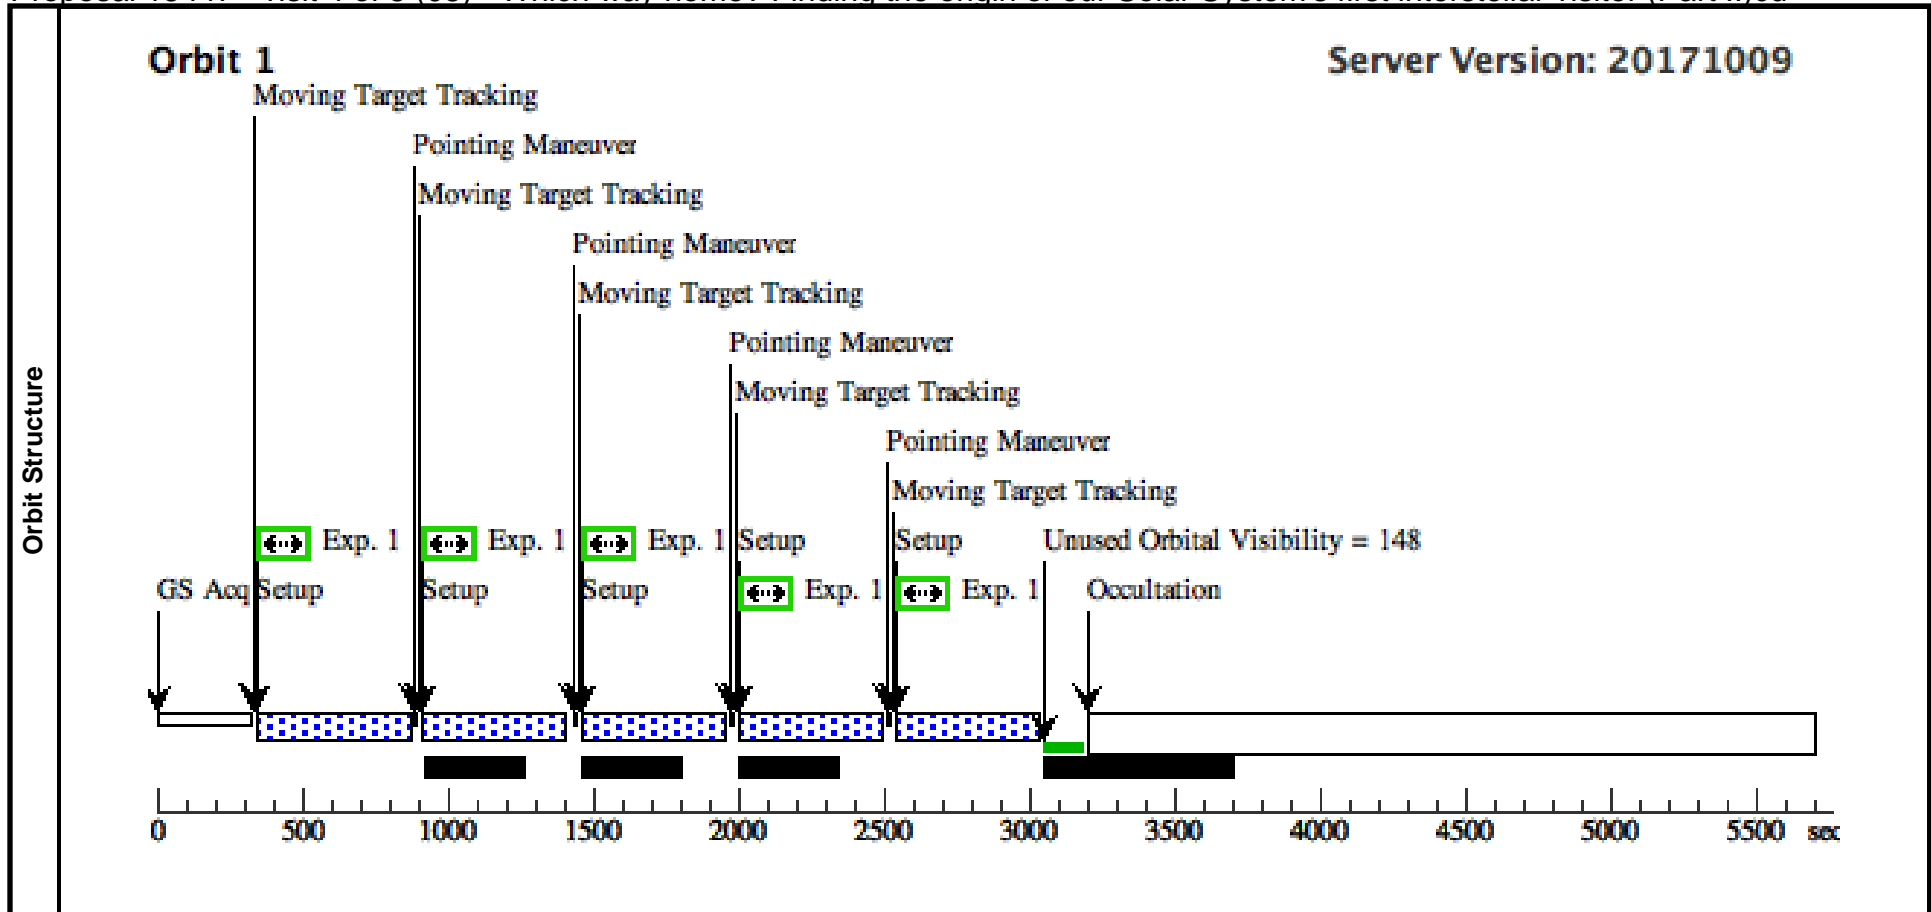 Orbit 1
Server Version: 20171009
Moving Target Tracking
Pointing Maneuver
Moving Target Tracking
Pointing Maneuver
Moving Target Tracking
Pointing Maneuver
Moving Target Tracking
Pointing Maneuver
Moving Target Tracking
Orbit Structure
Exp. 1 Exp. 1 Exp. 1 Setup Setup Unused Orbital Visibility = 148
GS Acq Setup Setup Setup Exp. 1 Exp. 1 Occultation
0 500 1000 1500 2000 2500 3000 3500 4000 4500 5000 5500 sec